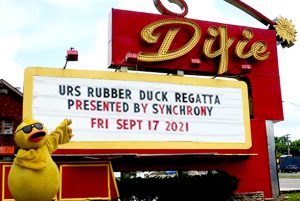 Dixie
URS RUBBER DUCK REGATTA
PRESENTED BY SYNCHRONY
FRI SEPT 17 2021